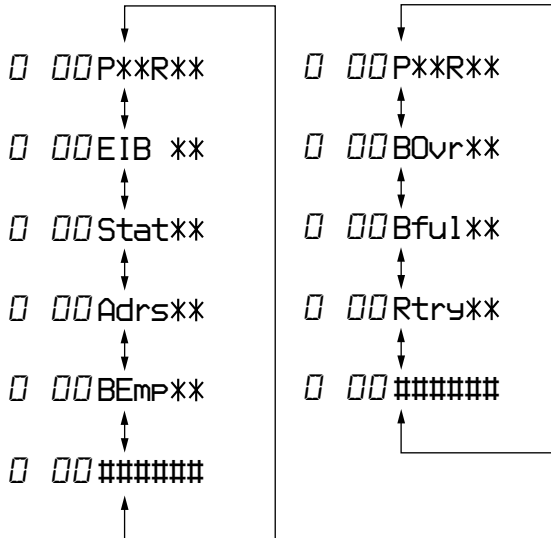 0 00P**R**
0 00EIB **
0 00Stat**
0 00Adrs**
0 00BEmp**
0 00######
0 00P**R**
0 00BOvr**
0 00Bful**
0 00Rtry**
0 00######